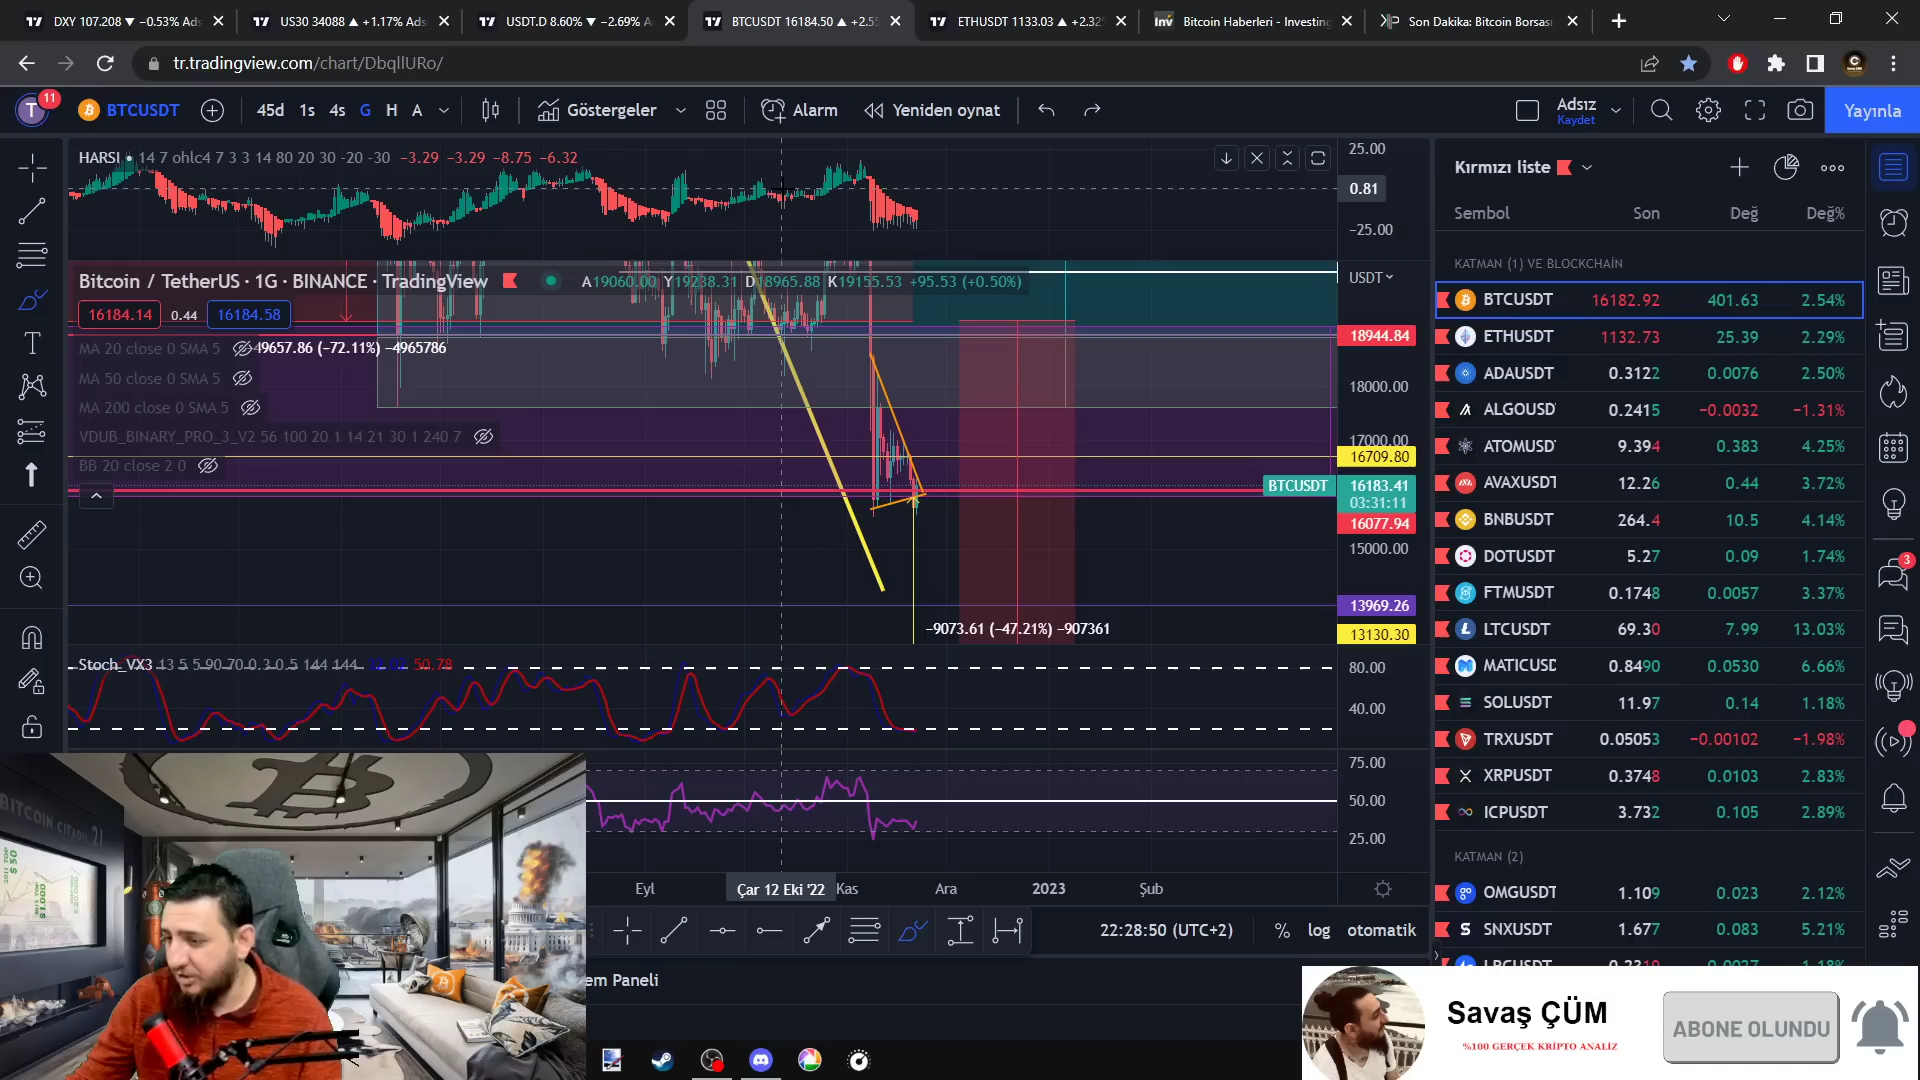 DXY 107.208 ▼ −0.53% Ads
US30 34088 ▲ +1.17% Ads
USDT.D 8.60% ▼ −2.69% A
BTCUSDT 16184.50 ▲ +2.5
ETHUSDT 1133.03 ▲ +2.32%
Bitcoin Haberleri - Investing
Son Dakika: Bitcoin Borsas
tr.tradingview.com/chart/DbqllURo/
T 11 BTCUSDT 45d 1s 4s G H A Göstergeler Alarm Yeniden oynat Adsız Kaydet Yayınla
HARSI • 14 7 ohlc4 7 3 3 14 80 20 30 -20 -30 −3.29 −3.29 −8.75 −6.32
25.00
0.81
−25.00
Bitcoin / TetherUS · 1G · BINANCE · TradingView A19060.00 Y19238.31 D18965.88 K19155.53 +95.53 (+0.50%)
USDT
16184.14 0.44 16184.58
MA 20 close 0 SMA 5 49657.86 (−72.11%) −4965786
MA 50 close 0 SMA 5
MA 200 close 0 SMA 5
VDUB_BINARY_PRO_3_V2 56 100 20 1 14 21 30 1 240 7
BB 20 close 2 0
18944.84
18000.00
17000.00
16709.80
BTCUSDT 16183.41
03:31:11
16077.94
15000.00
13969.26
−9073.61 (−47.21%) −907361
13130.30
Stoch_VX3 13 5 5 90 70 0.3 0.5 144 144 50.78
80.00
40.00
75.00
50.00
25.00
Eyl Çar 12 Eki '22 Kas Ara 2023 Şub
22:28:50 (UTC+2) % log otomatik
em Paneli
Kırmızı liste
Sembol Son Değ Değ%
KATMAN (1) VE BLOCKCHAİN
BTCUSDT 16182.92 401.63 2.54%
ETHUSDT 1132.73 25.39 2.29%
ADAUSDT 0.3122 0.0076 2.50%
ALGOUSD 0.2415 −0.0032 −1.31%
ATOMUSD 9.394 0.383 4.25%
AVAXUSDT 12.26 0.44 3.72%
BNBUSDT 264.4 10.5 4.14%
DOTUSDT 5.27 0.09 1.74%
FTMUSDT 0.1748 0.0057 3.37%
LTCUSDT 69.30 7.99 13.03%
MATICUSD 0.8490 0.0530 6.66%
SOLUSDT 11.97 0.14 1.18%
TRXUSDT 0.05053 −0.00102 −1.98%
XRPUSDT 0.3748 0.0103 2.83%
ICPUSDT 3.732 0.105 2.89%
KATMAN (2)
OMGUSDT 1.109 0.023 2.12%
SNXUSDT 1.677 0.083 5.21%
3
BITCOIN CITADEL 21
Savaş ÇÜM
%100 GERÇEK KRİPTO ANALİZ
ABONE OLUNDU